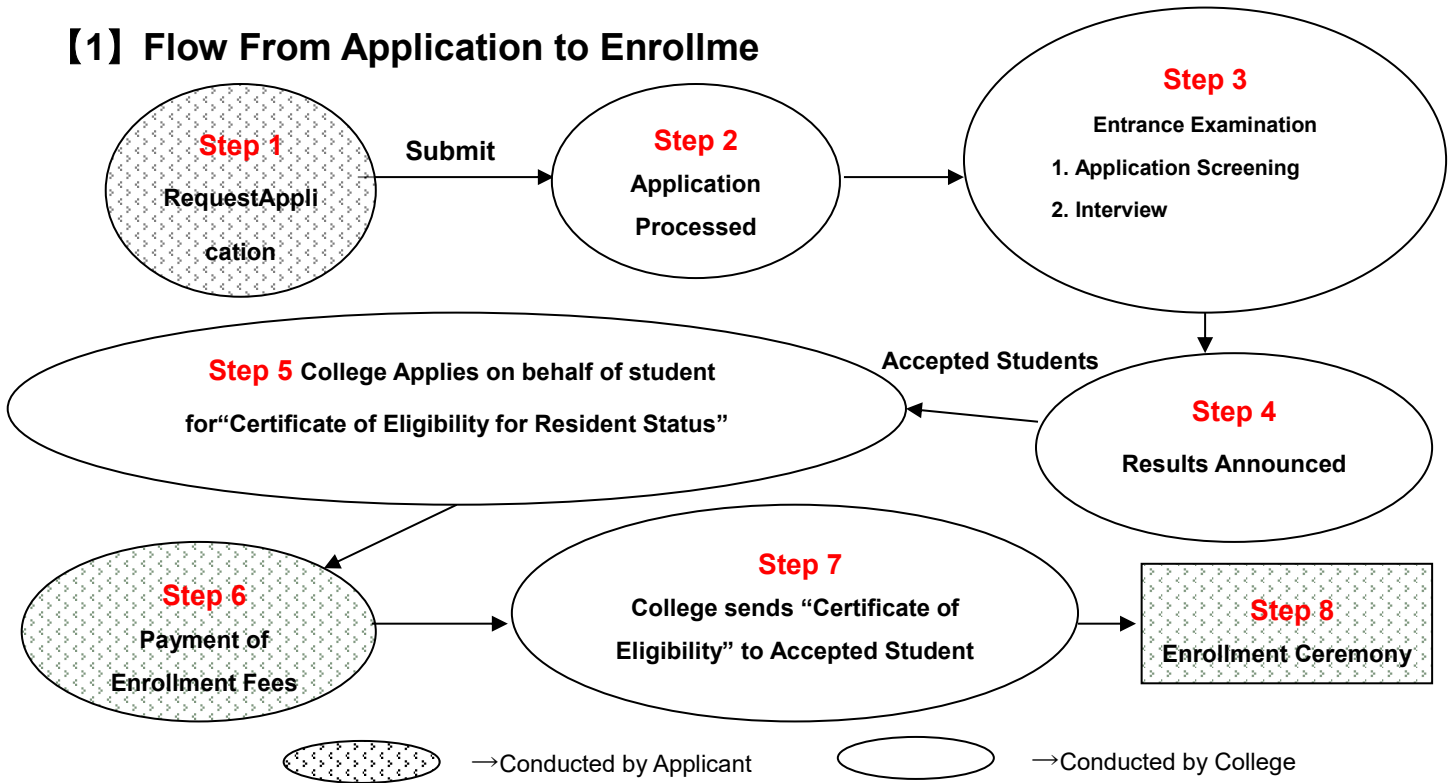 【1】 Flow From Application to Enrollme
Step 1
RequestAppli
cation
Submit
Step 2
Application
Processed
Step 3
Entrance Examination
1. Application Screening
2. Interview
Accepted Students
Step 4
Results Announced
Step 5 College Applies on behalf of student
for“Certificate of Eligibility for Resident Status”
Step 6
Payment of
Enrollment Fees
Step 7
College sends “Certificate of
Eligibility” to Accepted Student
Step 8
Enrollment Ceremony
→Conducted by Applicant
→Conducted by College